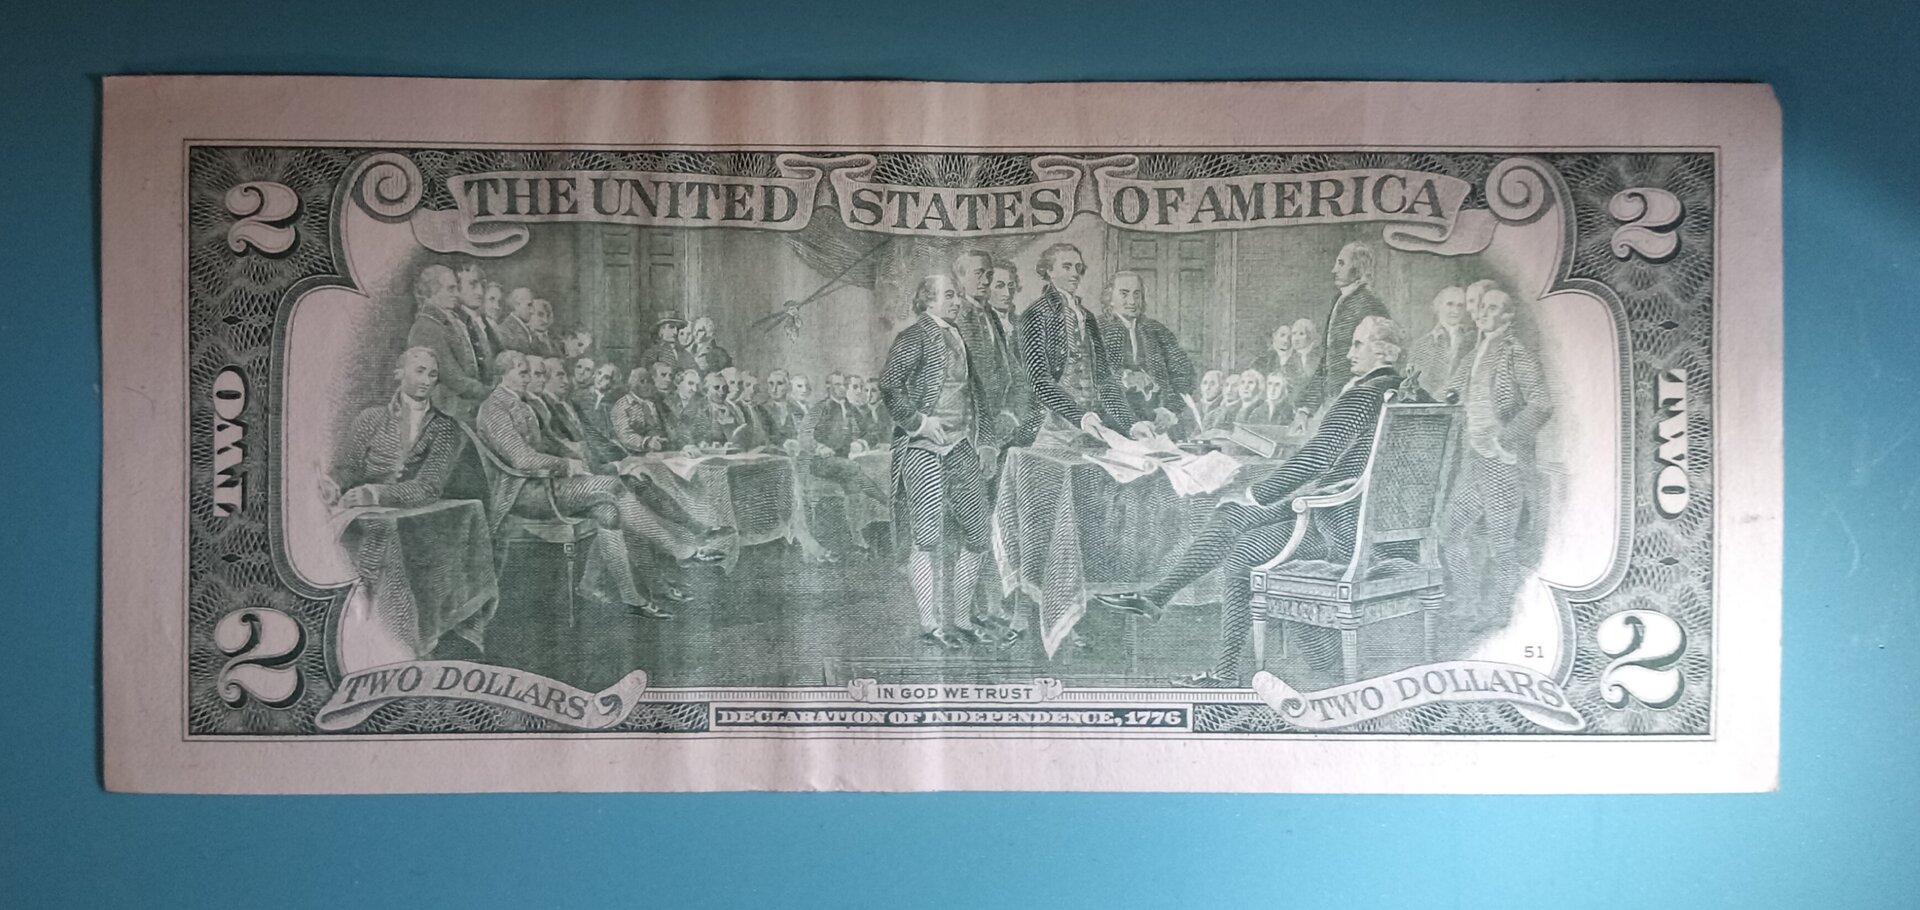 THE UNITED STATES OF AMERICA
2
2
TWO
TWO
2
51
2
TWO DOLLARS
IN GOD WE TRUST
TWO DOLLARS
DECLARATION OF INDEPENDENCE, 1776